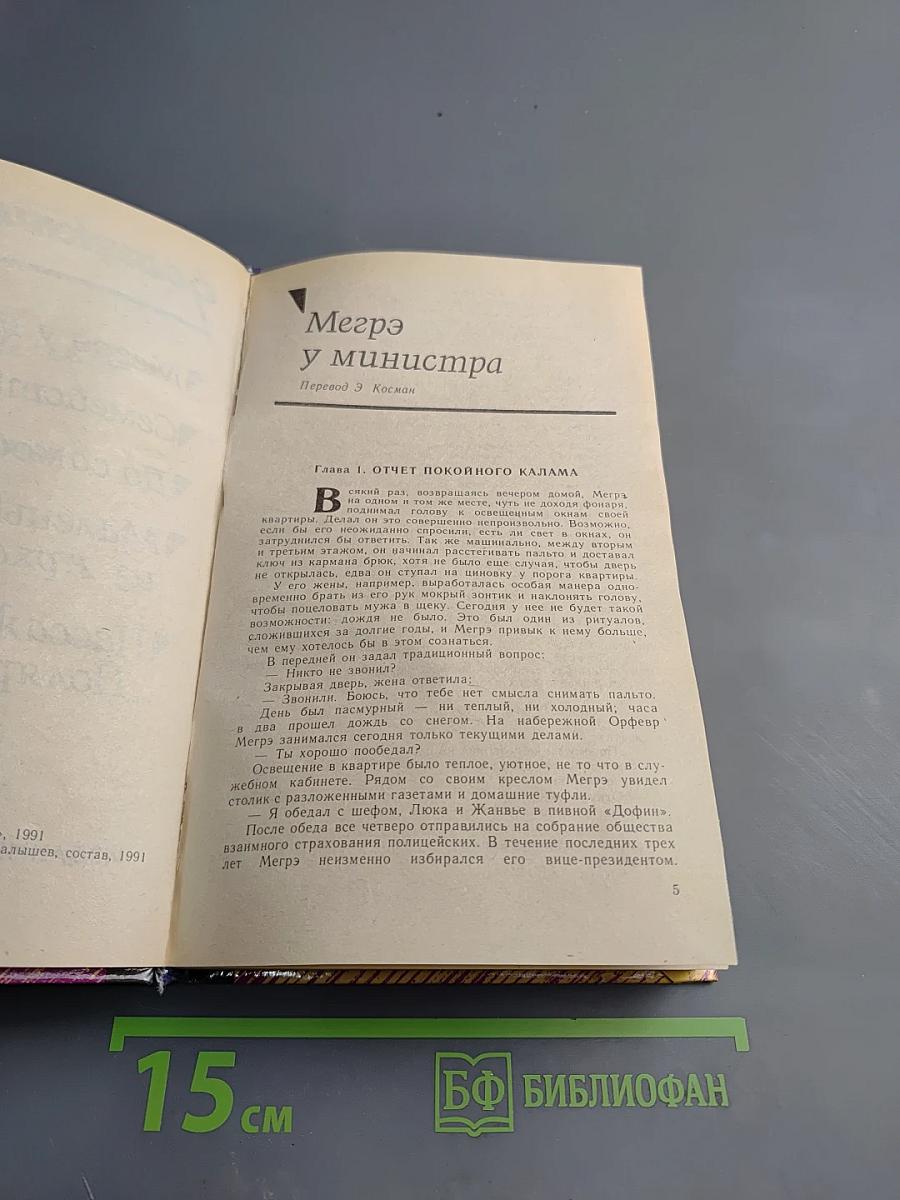 », 1991
алышев, состав, 1991
Мегрэ
у министра
Перевод Э Косман
Глава 1. ОТЧЕТ ПОКОЙНОГО КАЛАМА
Всякий раз, возвращаясь вечером домой, Мегрэ
на одном и том же месте, чуть не доходя фонаря,
поднимал голову к освещенным окнам своей
квартиры. Делал он это совершенно непроизвольно. Возможно,
если бы его неожиданно спросили, есть ли свет в окнах, он
затруднился бы ответить. Так же машинально, между вторым
и третьим этажом, он начинал расстегивать пальто и доставал
ключ из кармана брюк, хотя не было еще случая, чтобы дверь
не открылась, едва он ступал на циновку у порога квартиры.
У его жены, например, выработалась особая манера одно-
временно брать из его рук мокрый зонтик и наклонять голову,
чтобы поцеловать мужа в щеку. Сегодня у нее не будет такой
возможности: дождя не было. Это был один из ритуалов,
сложившихся за долгие годы, и Мегрэ привык к нему больше,
чем ему хотелось бы в этом сознаться.
В передней он задал традиционный вопрос:
— Никто не звонил?
Закрывая дверь, жена ответила:
— Звонили. Боюсь, что тебе нет смысла снимать пальто.
День был пасмурный — ни теплый, ни холодный; часа
в два прошел дождь со снегом. На набережной Орфевр
Мегрэ занимался сегодня только текущими делами.
— Ты хорошо пообедал?
Освещение в квартире было теплое, уютное, не то что в слу-
жебном кабинете. Рядом со своим креслом Мегрэ увидел
столик с разложенными газетами и домашние туфли.
— Я обедал с шефом, Люка и Жанвье в пивной «Дофин».
После обеда все четверо отправились на собрание общества
взаимного страхования полицейских. В течение последних трех
лет Мегрэ неизменно избирался его вице-президентом.
5
15 см
БФ БИБЛИОФАН